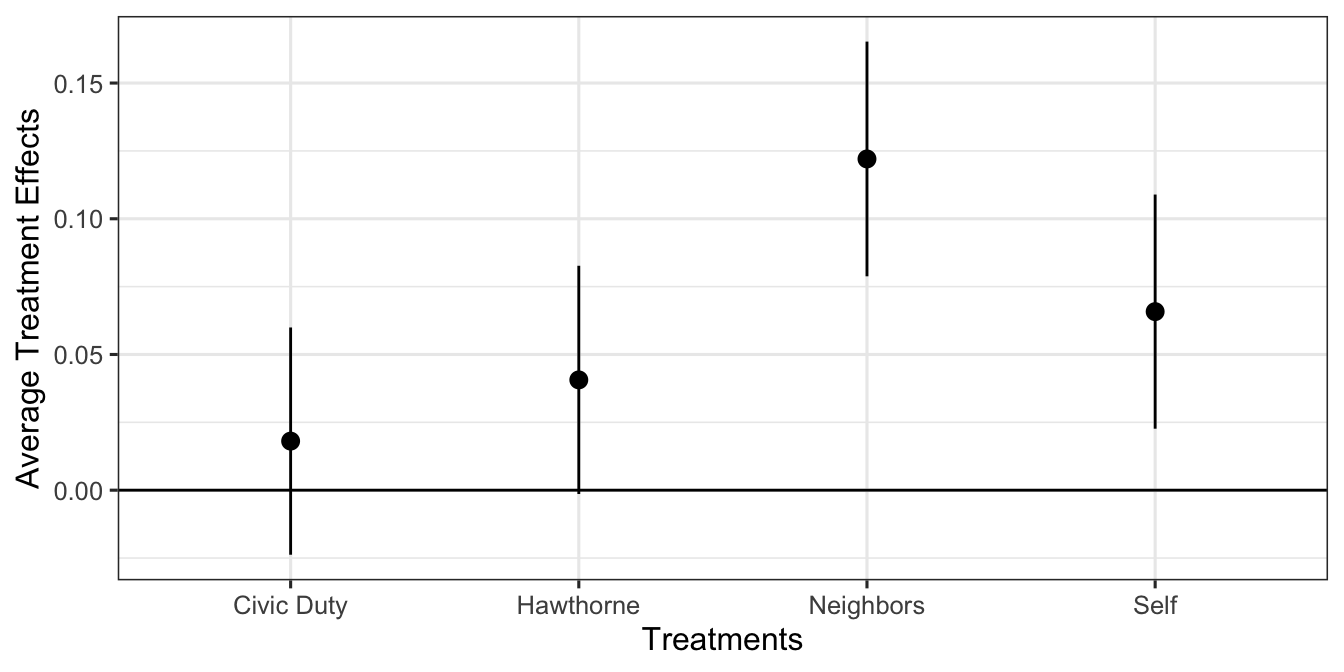 Average Treatment Effects
0.15
0.10
0.05
0.00
Civic Duty Hawthorne Neighbors Self
Treatments